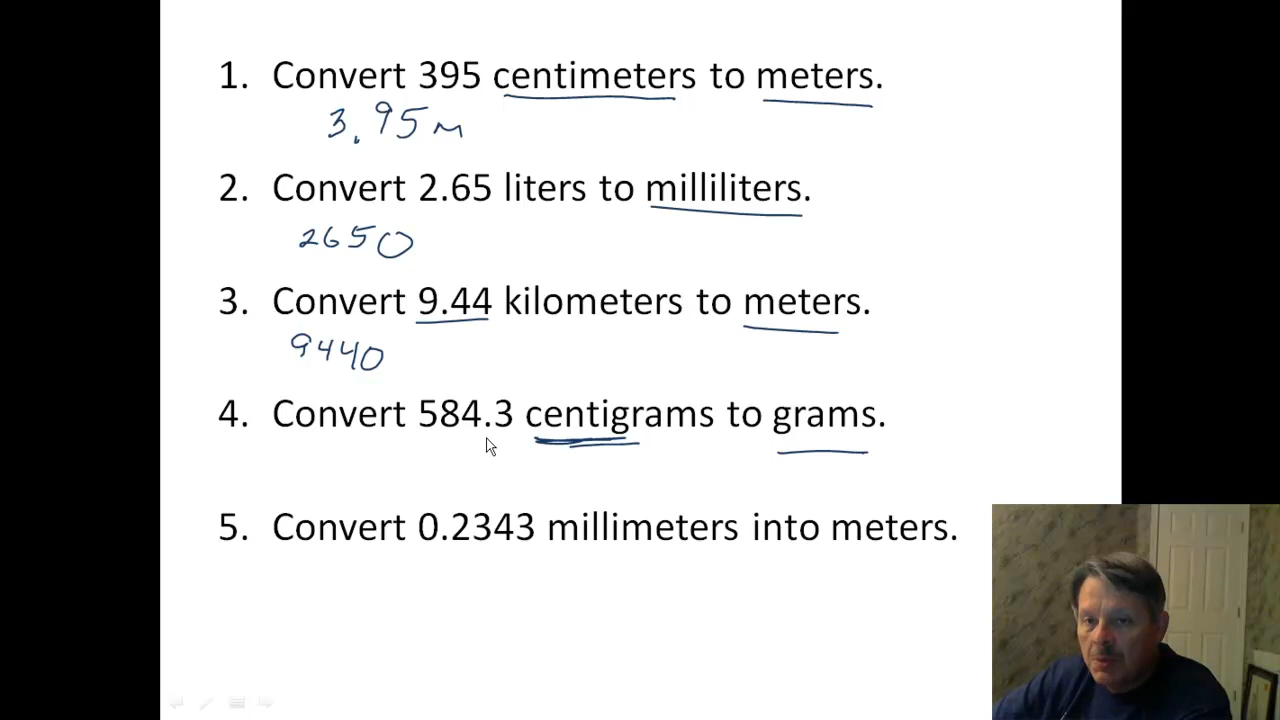 1. Convert 395 centimeters to meters.
3.95 m
2. Convert 2.65 liters to milliliters.
2650
3. Convert 9.44 kilometers to meters.
9440
4. Convert 584.3 centigrams to grams.
5. Convert 0.2343 millimeters into meters.